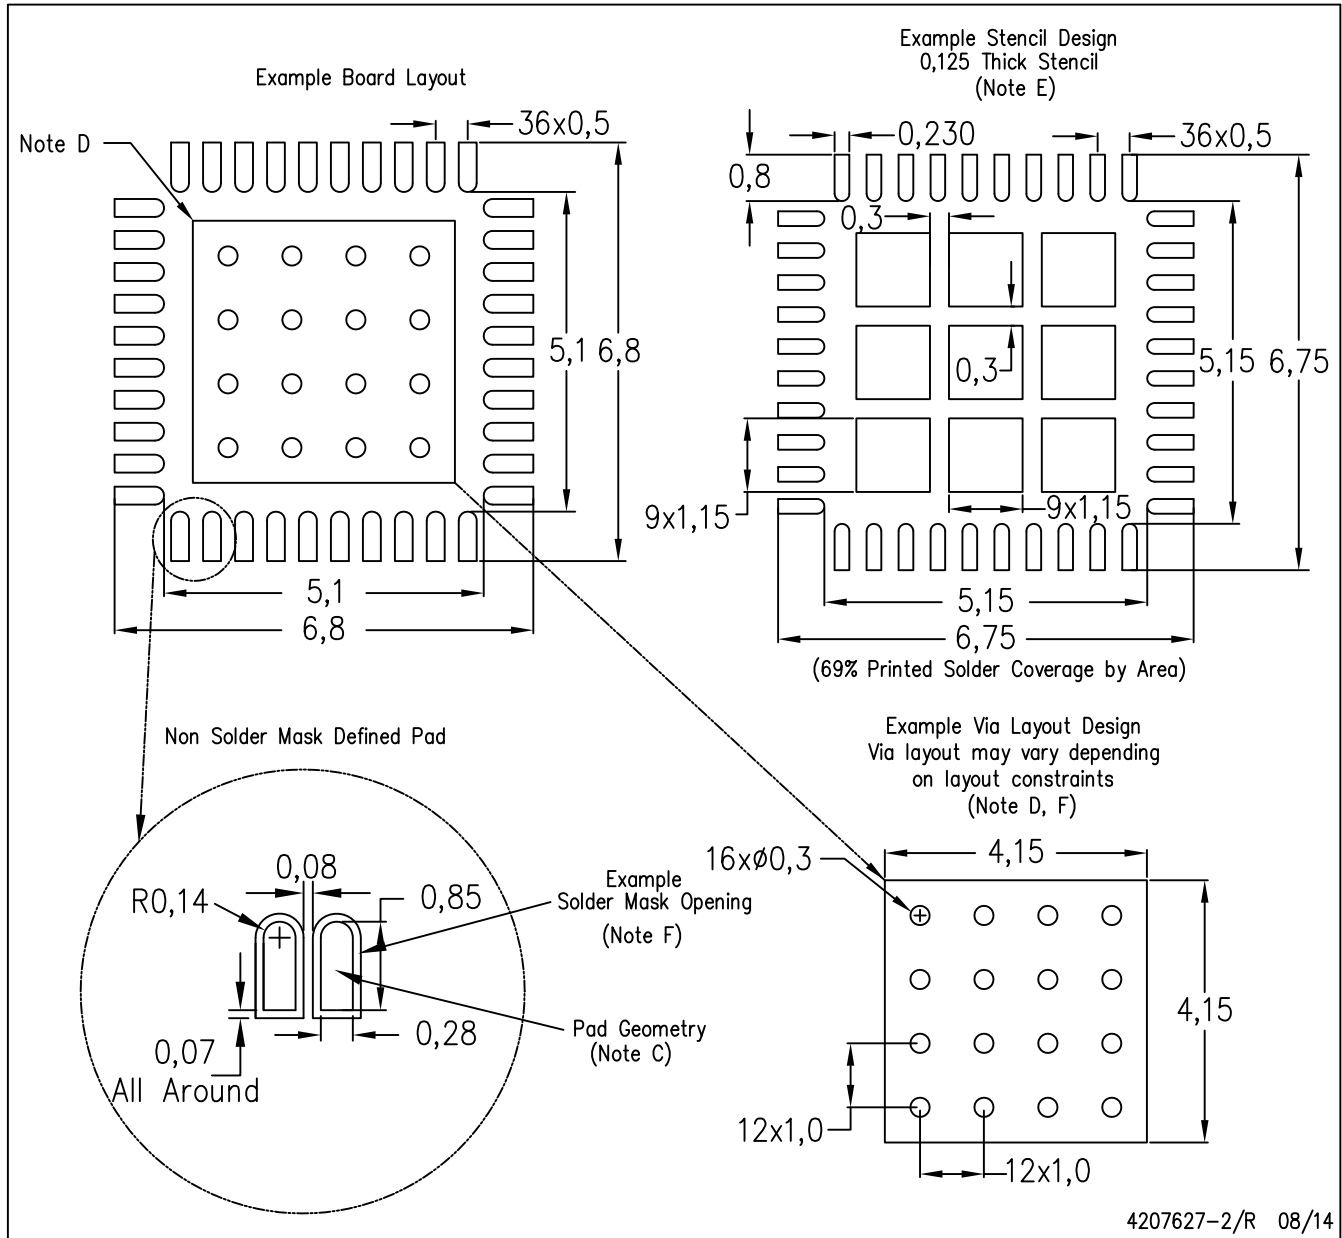 Example Board Layout
Note D
36x0,5
5,1
6,8
5,1
6,8
Example Stencil Design
0,125 Thick Stencil
(Note E)
0,230
36x0,5
0,8
0,3
0,3
5,15
6,75
9x1,15
9x1,15
5,15
6,75
(69% Printed Solder Coverage by Area)
Non Solder Mask Defined Pad
0,08
R0,14
0,85
Example
Solder Mask Opening
(Note F)
0,28
Pad Geometry
(Note C)
0,07
All Around
Example Via Layout Design
Via layout may vary depending
on layout constraints
(Note D, F)
16xø0,3
4,15
4,15
12x1,0
12x1,0
4207627-2/R 08/14